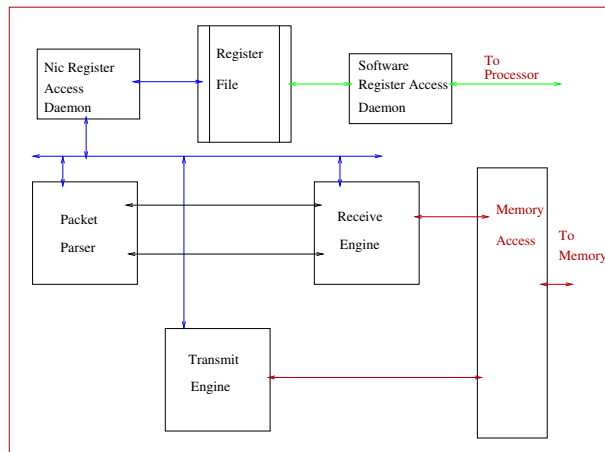 Nic Register
Access
Daemon
Register
File
Software
Register Access
Daemon
To
Processor
Packet
Parser
Receive
Engine
Memory
Access
To
Memory
Transmit
Engine